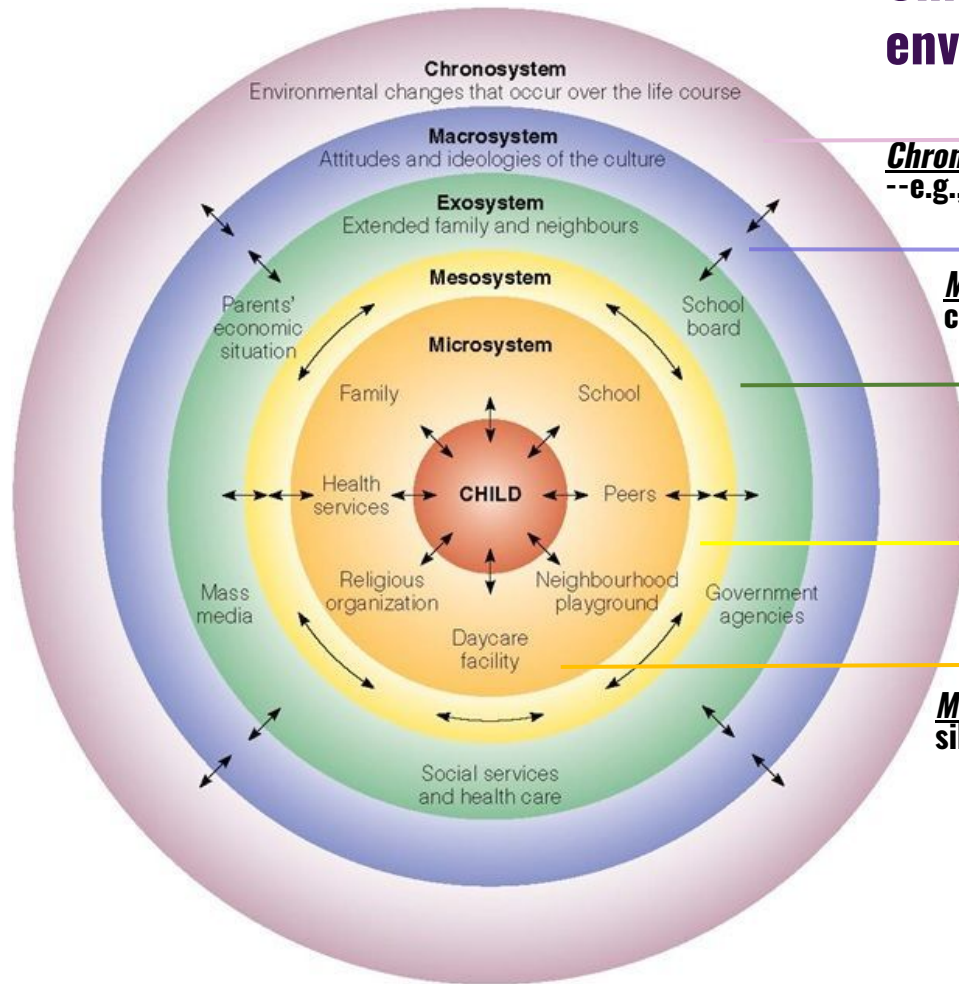 env
Chronosystem
Environmental changes that occur over the life course
Macrosystem
Attitudes and ideologies of the culture
Exosystem
Extended family and neighbours
Mesosystem
Parents'
economic
situation
School
board
Microsystem
Family
School
Health
services
CHILD
Peers
Religious
organization
Neighbourhood
playground
Daycare
facility
Mass
media
Government
agencies
Social services
and health care
--e.g.,